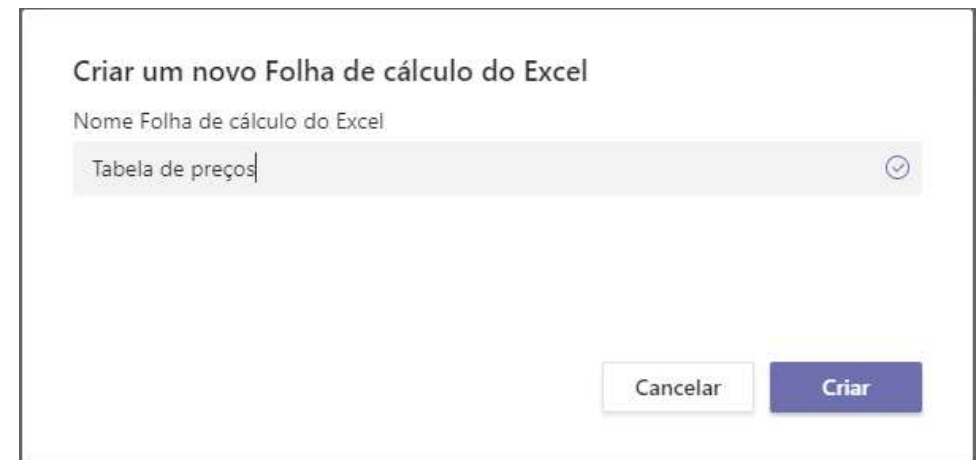 Criar um novo Folha de cálculo do Excel
Nome Folha de cálculo do Excel
Tabela de preços
Cancelar
Criar